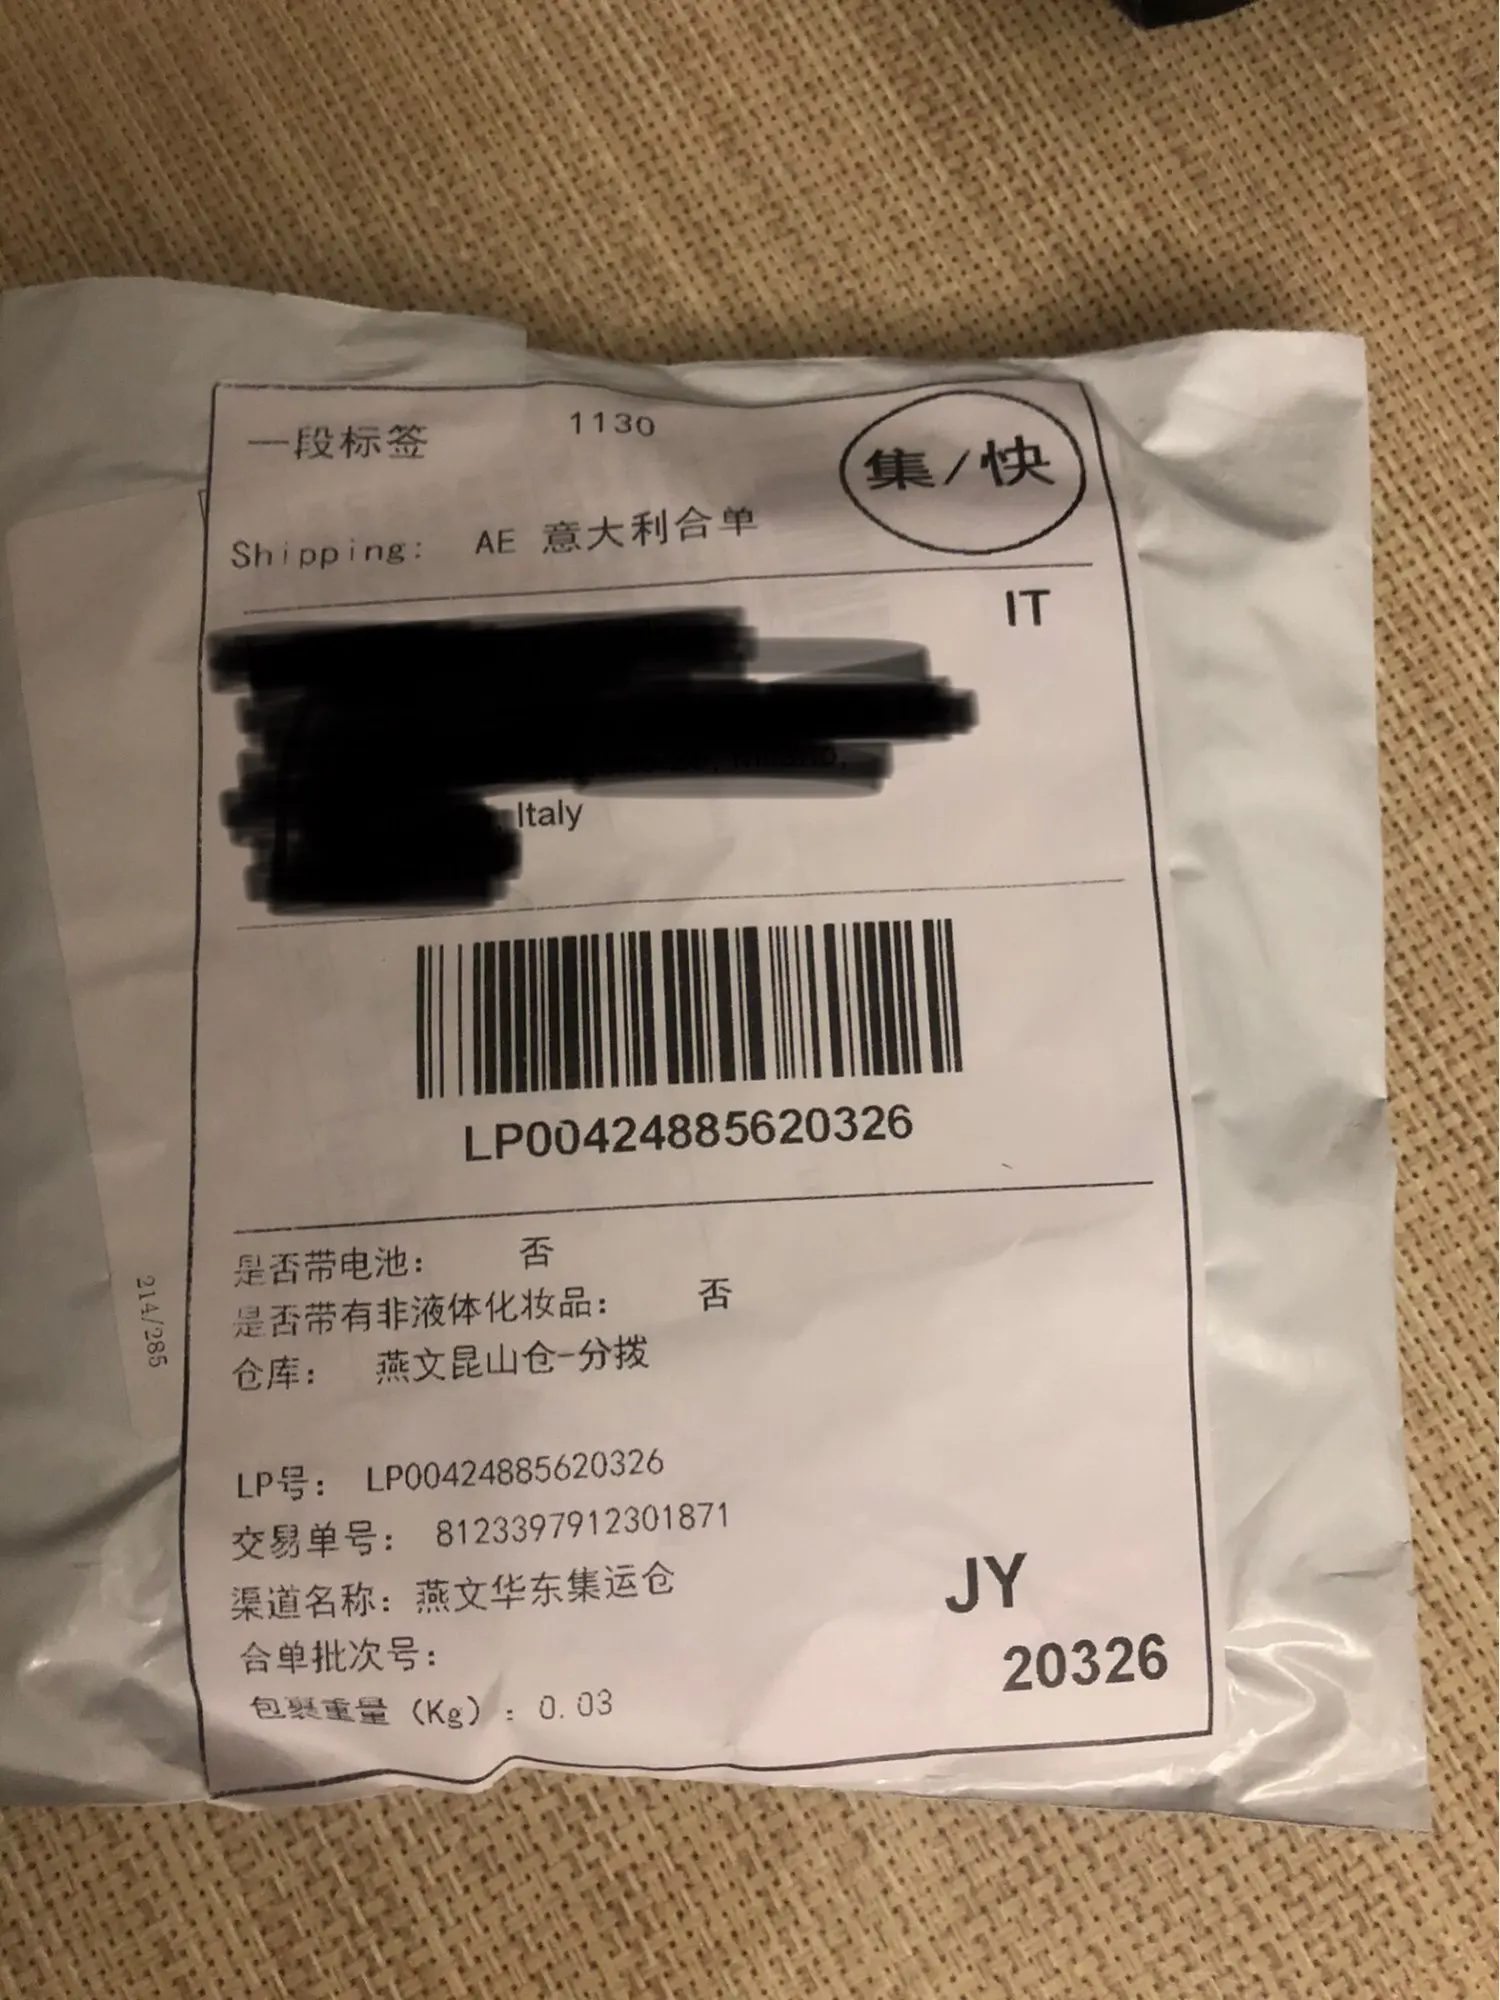 一段标签 1130
集/快
Shipping: AE 意大利合单
IT
Italy
LP00424885620326
是否带电池: 否
是否带有非液体化妆品: 否
仓库: 燕文昆山仓-分拨
214/285
LP号: LP00424885620326
交易单号: 8123397912301871
渠道名称: 燕文华东集运仓
JY
合单批次号:
20326
包裹重量 (Kg) : 0.03